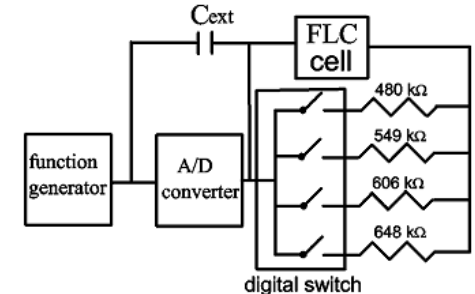 Cext
FLC
cell
480 kΩ
549 kΩ
606 kΩ
648 kΩ
function
generator
A/D
converter
digital switch